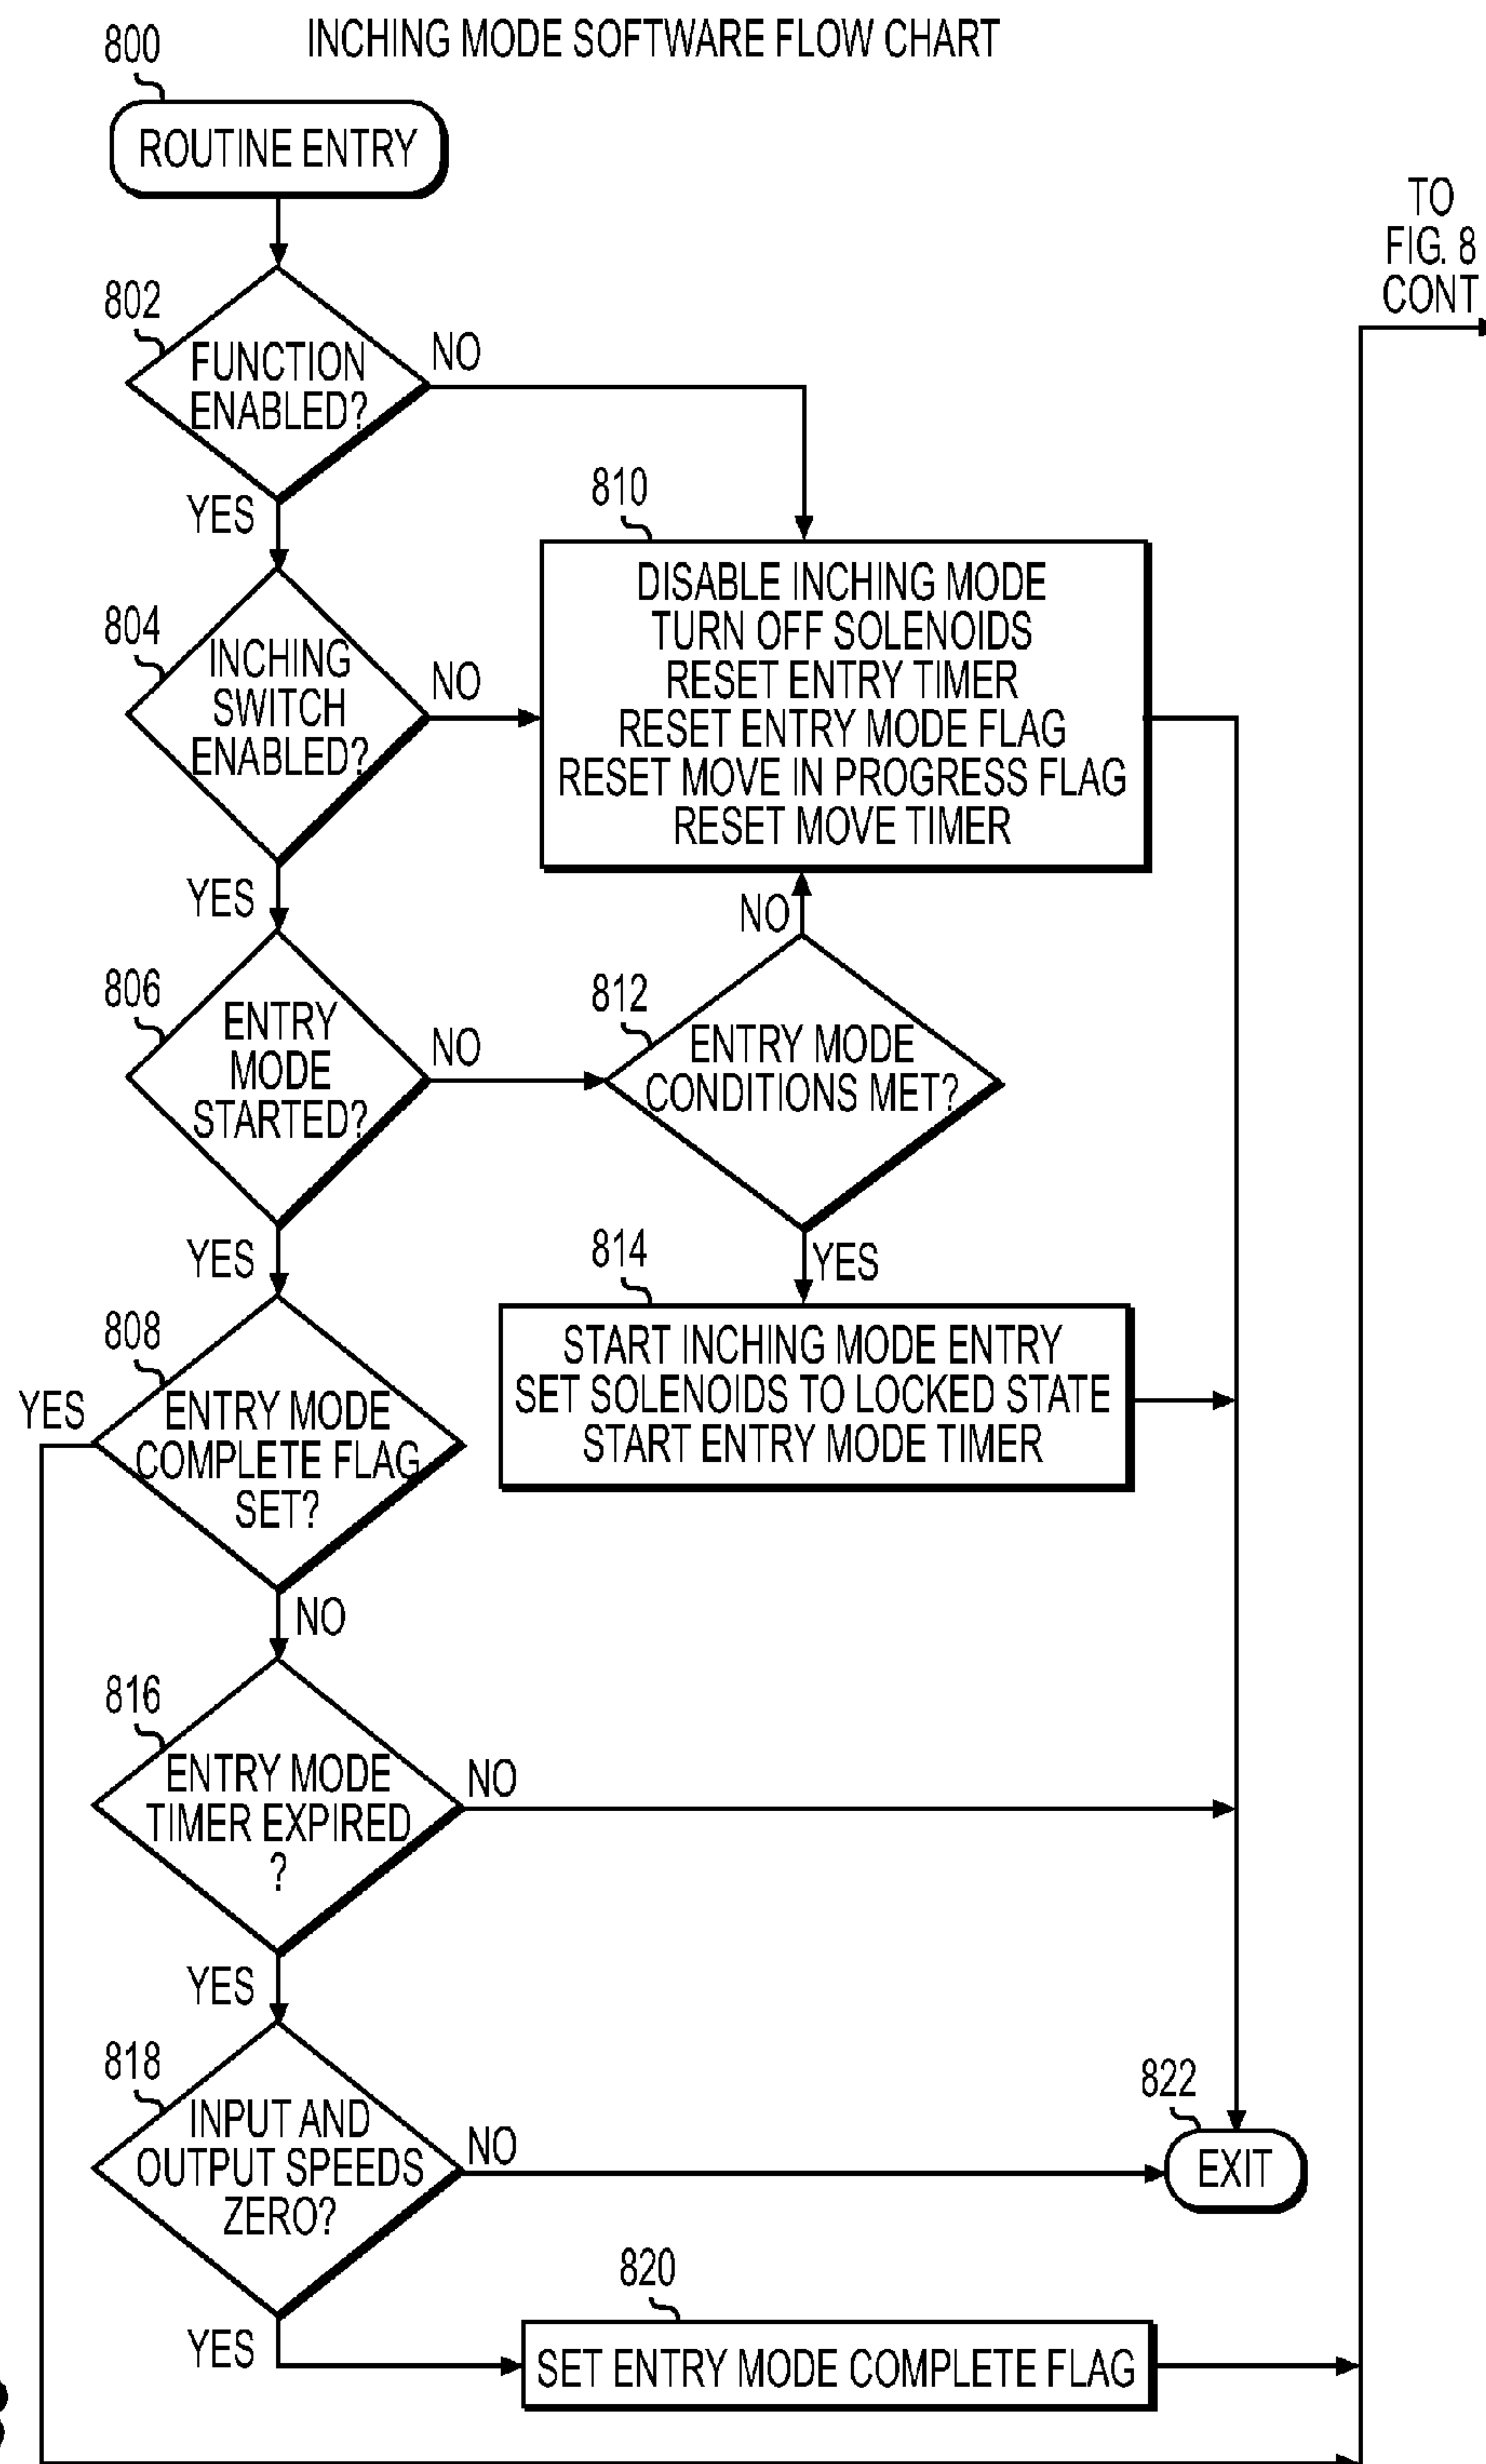 INCHING MODE SOFTWARE FLOW CHART
800
ROUTINE ENTRY
TO
FIG. 8
CONT
802
FUNCTION
ENABLED?
NO
YES
810
DISABLE INCHING MODE
TURN OFF SOLENOIDS
RESET ENTRY TIMER
RESET ENTRY MODE FLAG
RESET MOVE IN PROGRESS FLAG
RESET MOVE TIMER
804
INCHING
SWITCH
ENABLED?
NO
YES
806
ENTRY
MODE
STARTED?
NO
YES
812
ENTRY MODE
CONDITIONS MET?
NO
YES
814
START INCHING MODE ENTRY
SET SOLENOIDS TO LOCKED STATE
START ENTRY MODE TIMER
808
ENTRY MODE
COMPLETE FLAG
SET?
YES
NO
816
ENTRY MODE
TIMER EXPIRED
?
NO
YES
818
INPUT AND
OUTPUT SPEEDS
ZERO?
NO
YES
822
EXIT
820
SET ENTRY MODE COMPLETE FLAG